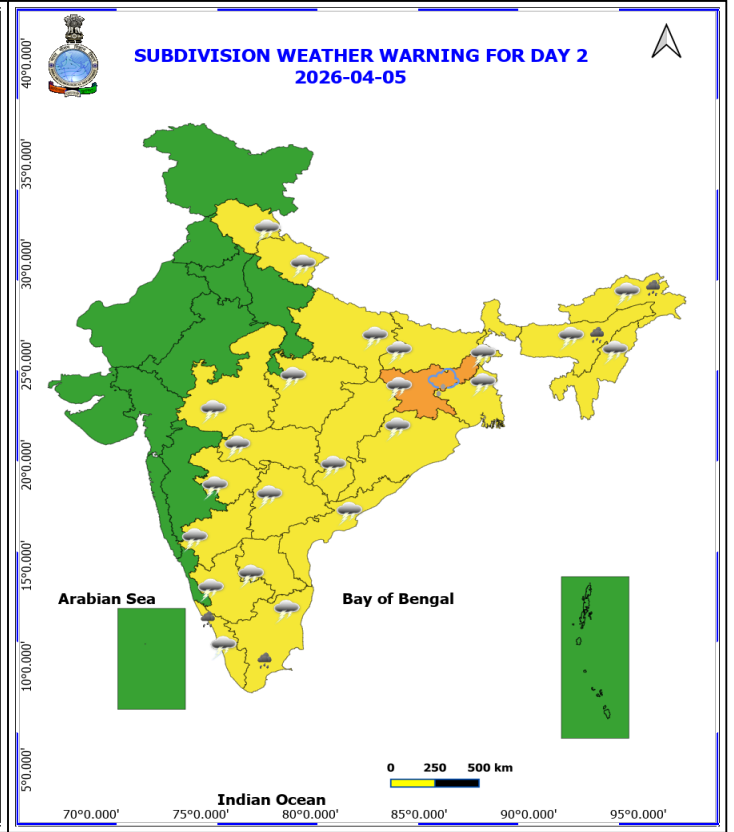 SUBDIVISION WEATHER WARNING FOR DAY 2
2026-04-05
40°0.000'
35°0.000'
30°0.000'
25°0.000'
20°0.000'
15°0.000'
10°0.000'
5°0.000'
Arabian Sea
Bay of Bengal
0 250 500 km
Indian Ocean
70°0.000' 75°0.000' 80°0.000' 85°0.000' 90°0.000' 95°0.000'